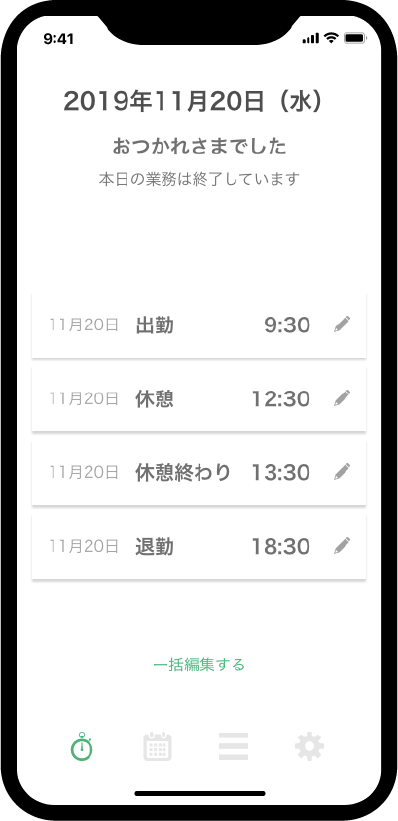 9:41
2019年11月20日（水）
おつかれさまでした
本日の業務は終了しています
11月20日 出勤 9:30
11月20日 休憩 12:30
11月20日 休憩終わり 13:30
11月20日 退勤 18:30
一括編集する